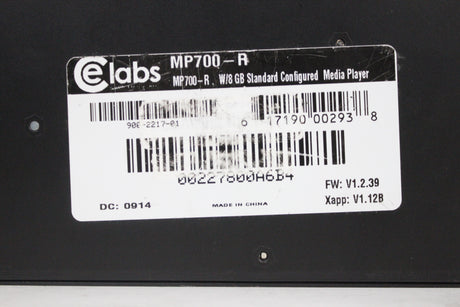 Celabs MP700-R
MP700-R, W/8 GB Standard Configured Media Player
90E-2217-01
6 17190 00293 8
00227800A6B4
DC: 0914
MADE IN CHINA
FW: V1.2.39
Xapp: V1.12B